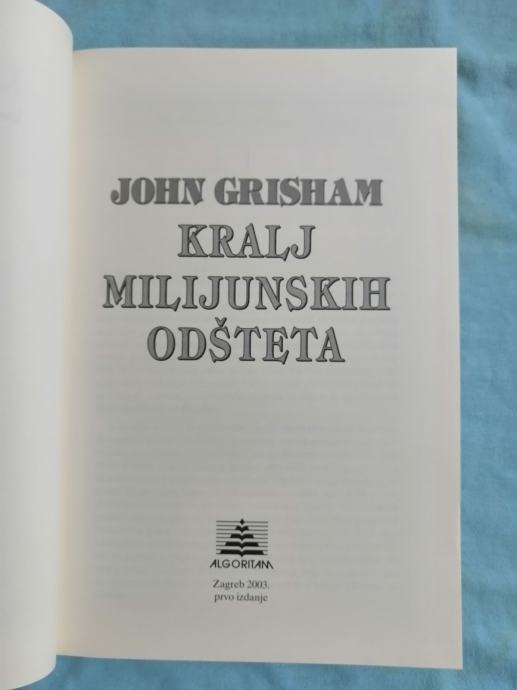 JOHN GRISHAM
KRALJ
MILIJUNSKIH
ODŠTETA
ALGORITAM
Zagreb 2003.
prvo izdanje